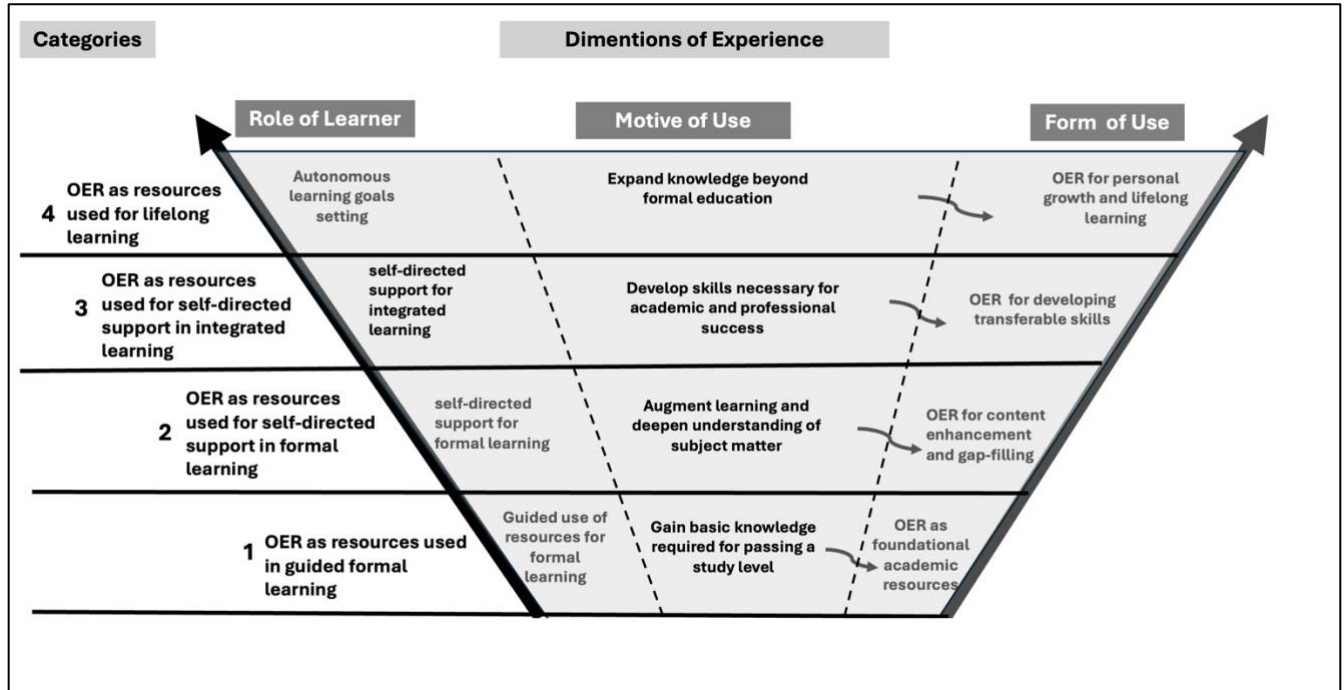 Categories
Dimentions of Experience
Role of Learner
Motive of Use
Form of Use
4
OER as resources
used for lifelong
learning
Autonomous
learning goals
setting
Expand knowledge beyond
formal education
OER for personal
growth and lifelong
learning
3
OER as resources
used for self-directed
support in integrated
learning
self-directed
support for
integrated
learning
Develop skills necessary for
academic and professional
success
OER for developing
transferable skills
2
OER as resources
used for self-directed
support in formal
learning
self-directed
support for
formal learning
Augment learning and
deepen understanding of
subject matter
OER for content
enhancement
and gap-filling
1
OER as resources used
in guided formal
learning
Guided use of
resources for
formal
learning
Gain basic knowledge
required for passing a
study level
OER as
foundational
academic
resources